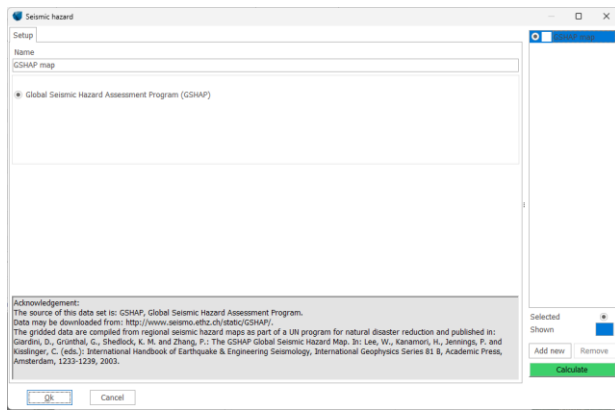 Seismic hazard
Setup
Name
GSHAP map
Global Seismic Hazard Assessment Program (GSHAP)
GSHAP map
Acknowledgement:
The source of this data set is: GSHAP, Global Seismic Hazard Assessment Program.
Data may be downloaded from: http://www.seismo.ethz.ch/static/GSHAP/.
The gridded data are compiled from regional seismic hazard maps as part of a UN program for natural disaster reduction and published in:
Giardini, D., Grünthal, G., Shedlock, K. M. and Zhang, P.: The GSHAP Global Seismic Hazard Map. In: Lee, W., Kanamori, H., Jennings, P. and
Kisslinger, C. (eds.): International Handbook of Earthquake & Engineering Seismology, International Geophysics Series 81 B, Academic Press,
Amsterdam, 1233-1239, 2003.
Selected
Shown
Add new Remove
Calculate
Ok Cancel